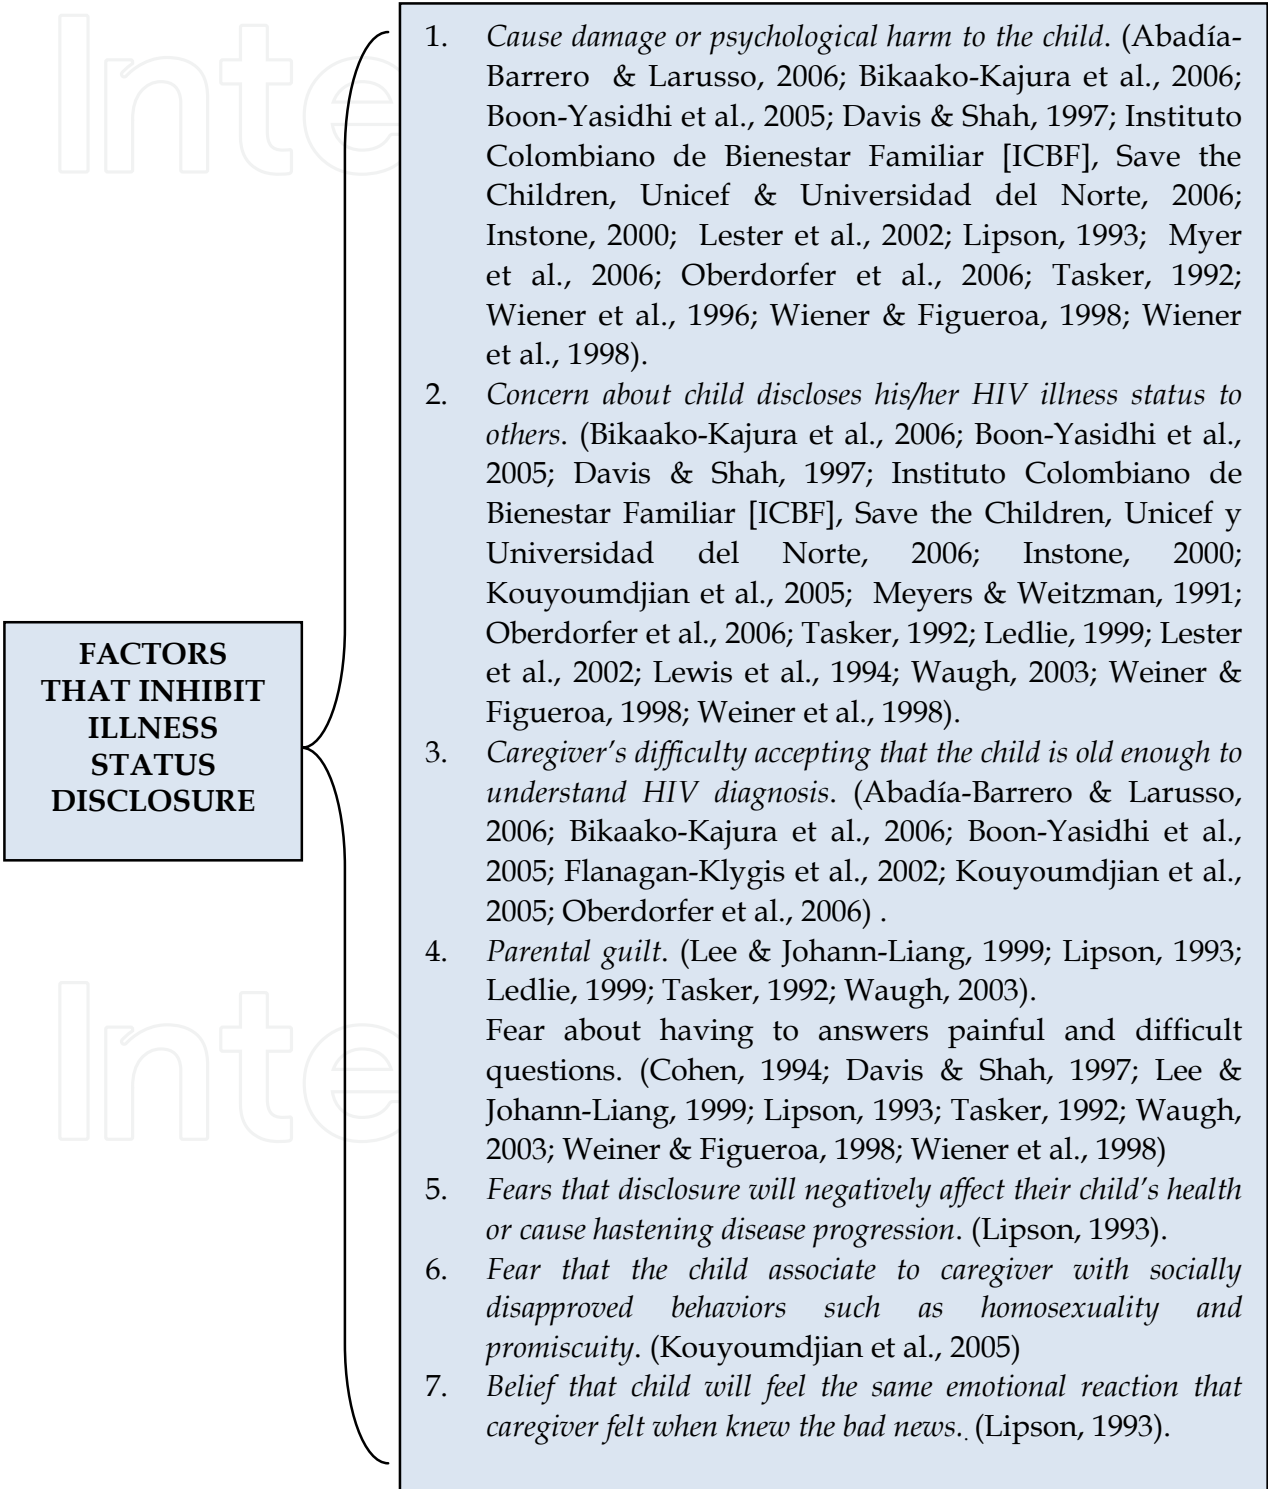 Inte
1. Cause damage or psychological harm to the child. (Abadía-
Barrero & Larusso, 2006; Bikaako-Kajura et al., 2006;
Boon-Yasidhi et al., 2005; Davis & Shah, 1997; Instituto
Colombiano de Bienestar Familiar [ICBF], Save the
Children, Unicef & Universidad del Norte, 2006;
Instone, 2000; Lester et al., 2002; Lipson, 1993; Myer
et al., 2006; Oberdorfer et al., 2006; Tasker, 1992;
Wiener et al., 1996; Wiener & Figueroa, 1998; Wiener
et al., 1998).
2. Concern about child discloses his/her HIV illness status to
others. (Bikaako-Kajura et al., 2006; Boon-Yasidhi et al.,
2005; Davis & Shah, 1997; Instituto Colombiano de
Bienestar Familiar [ICBF], Save the Children, Unicef y
Universidad del Norte, 2006; Instone, 2000;
Kouyoumdjian et al., 2005; Meyers & Weitzman, 1991;
Oberdorfer et al., 2006; Tasker, 1992; Ledlie, 1999; Lester
et al., 2002; Lewis et al., 1994; Waugh, 2003; Weiner &
Figueroa, 1998; Weiner et al., 1998).
FACTORS
THAT INHIBIT
ILLNESS
STATUS
DISCLOSURE
3. Caregiver's difficulty accepting that the child is old enough to
understand HIV diagnosis. (Abadía-Barrero & Larusso,
2006; Bikaako-Kajura et al., 2006; Boon-Yasidhi et al.,
2005; Flanagan-Klygis et al., 2002; Kouyoumdjian et al.,
2005; Oberdorfer et al., 2006) .
4. Parental guilt. (Lee & Johann-Liang, 1999; Lipson, 1993;
Ledlie, 1999; Tasker, 1992; Waugh, 2003).
Fear about having to answers painful and difficult
questions. (Cohen, 1994; Davis & Shah, 1997; Lee &
Johann-Liang, 1999; Lipson, 1993; Tasker, 1992; Waugh,
2003; Weiner & Figueroa, 1998; Wiener et al., 1998)
Inte
5. Fears that disclosure will negatively affect their child's health
or cause hastening disease progression. (Lipson, 1993).
6. Fear that the child associate to caregiver with socially
disapproved behaviors such as homosexuality and
promiscuity. (Kouyoumdjian et al., 2005)
7. Belief that child will feel the same emotional reaction that
caregiver felt when knew the bad news.. (Lipson, 1993).